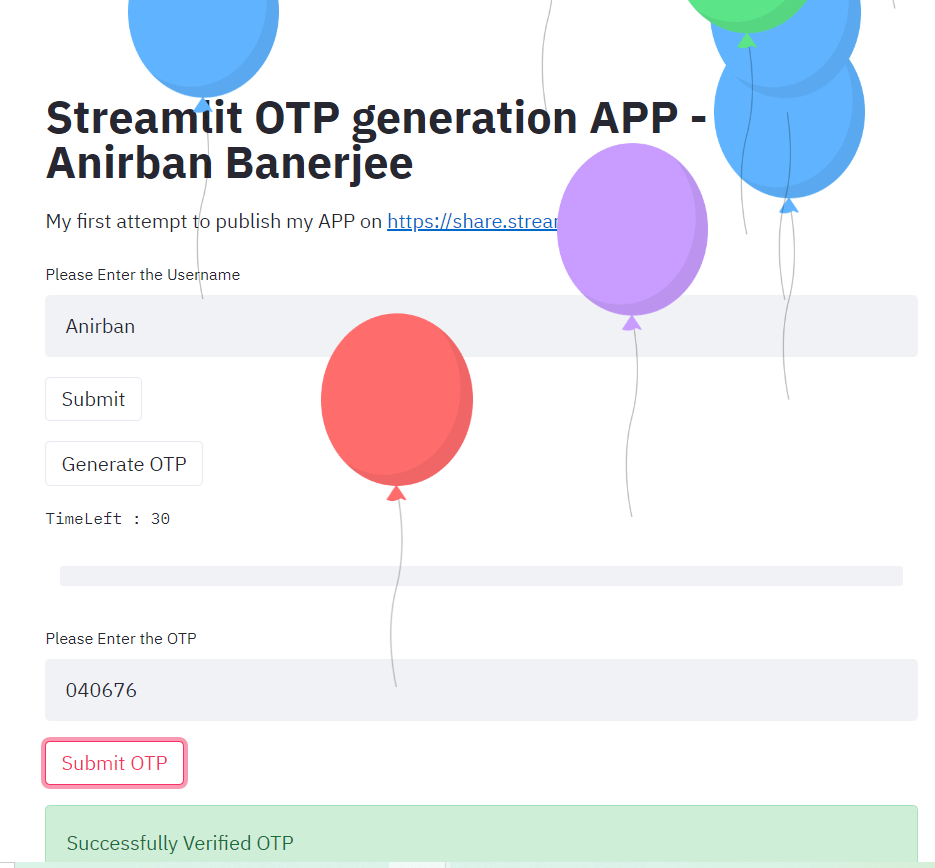 Streamlit OTP generation APP -
Anirban Banerjee
My first attempt to publish my APP on https://share.strear
Please Enter the Username
Anirban
Submit
Generate OTP
TimeLeft : 30
Please Enter the OTP
040676
Submit OTP
Successfully Verified OTP